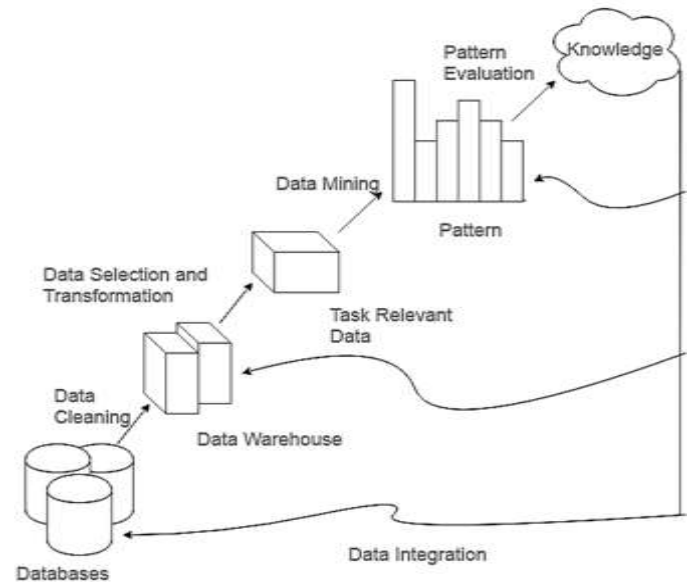 Knowledge
Pattern
Evaluation
Data Mining
Pattern
Data Selection and
Transformation
Task Relevant
Data
Data
Cleaning
Data Warehouse
Data Integration
Databases